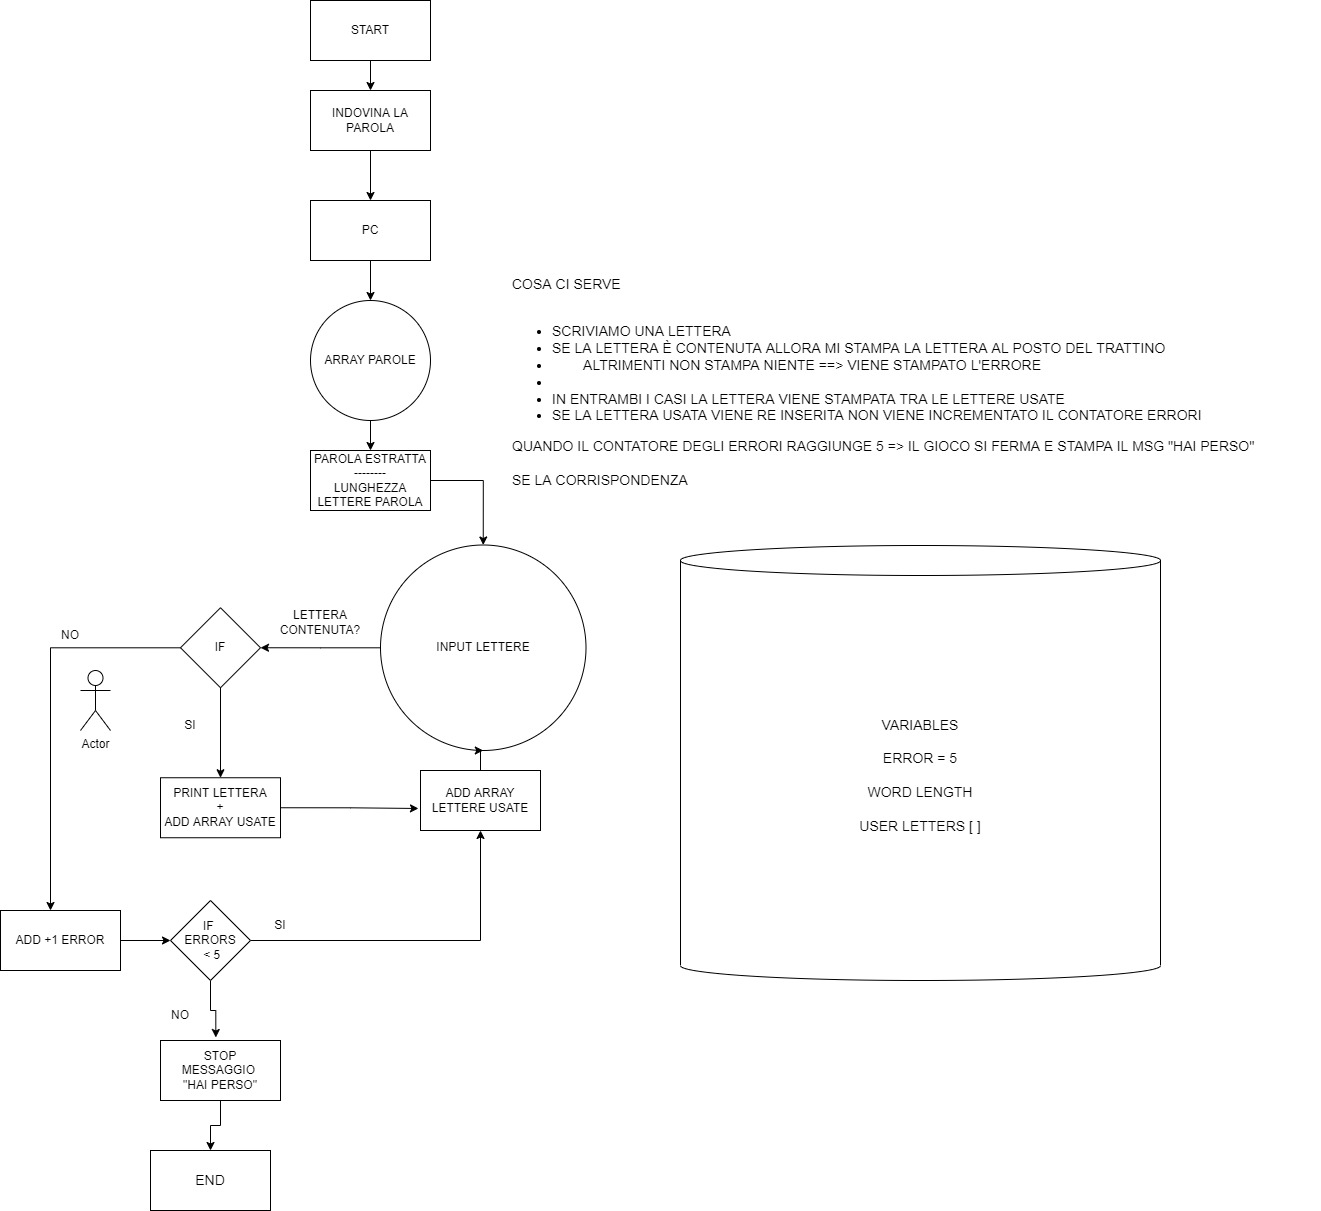 START
INDOVINA LA
PAROLA
PC
ARRAY PAROLE
PAROLA ESTRATTA
--------
LUNGHEZZA
LETTERE PAROLA
COSA CI SERVE
SCRIVIAMO UNA LETTERA
SE LA LETTERA È CONTENUTA ALLORA MI STAMPA LA LETTERA AL POSTO DEL TRATTINO
ALTRIMENTI NON STAMPA NIENTE ==> VIENE STAMPATO L'ERRORE
IN ENTRAMBI I CASI LA LETTERA VIENE STAMPATA TRA LE LETTERE USATE
SE LA LETTERA USATA VIENE RE INSERITA NON VIENE INCREMENTATO IL CONTATORE ERRORI
QUANDO IL CONTATORE DEGLI ERRORI RAGGIUNGE 5 => IL GIOCO SI FERMA E STAMPA IL MSG "HAI PERSO"
SE LA CORRISPONDENZA
INPUT LETTERE
LETTERA
CONTENUTA?
IF
NO
Actor
SI
PRINT LETTERA
+
ADD ARRAY USATE
ADD ARRAY
LETTERE USATE
ADD +1 ERROR
IF
ERRORS
< 5
SI
NO
STOP
MESSAGGIO
"HAI PERSO"
END
VARIABLES
ERROR = 5
WORD LENGTH
USER LETTERS [ ]